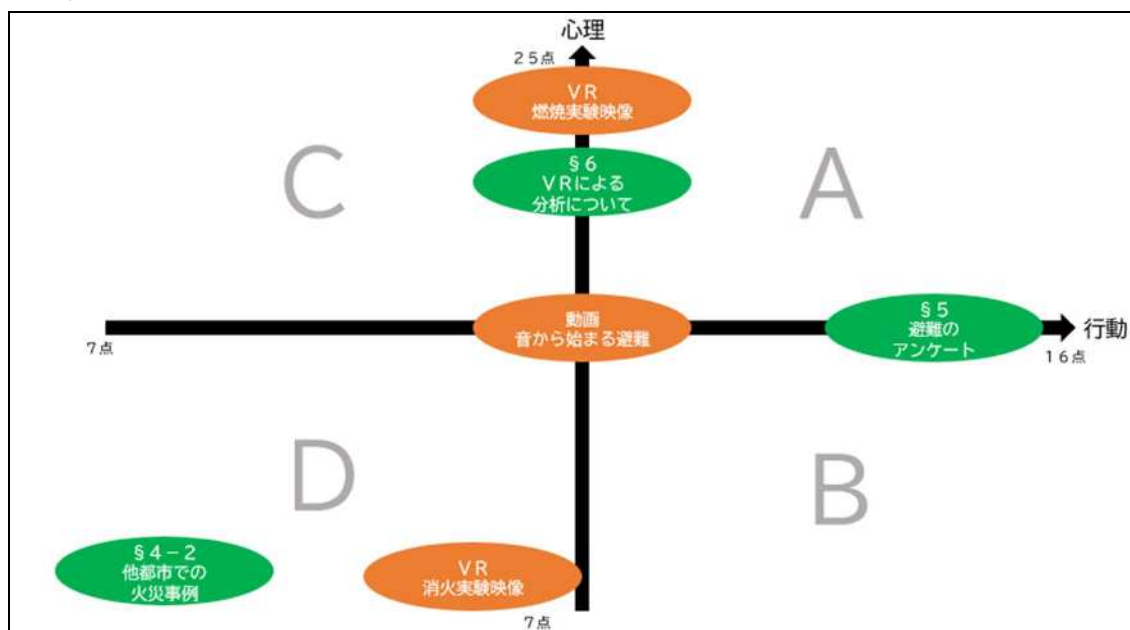 心理
25点
VR
燃焼実験映像
C
A
§6
VRによる
分析について
動画
音から始まる避難
§5
避難の
アンケート
行動
7点
16点
D
B
§4-2
他都市での
火災事例
VR
消火実験映像
7点